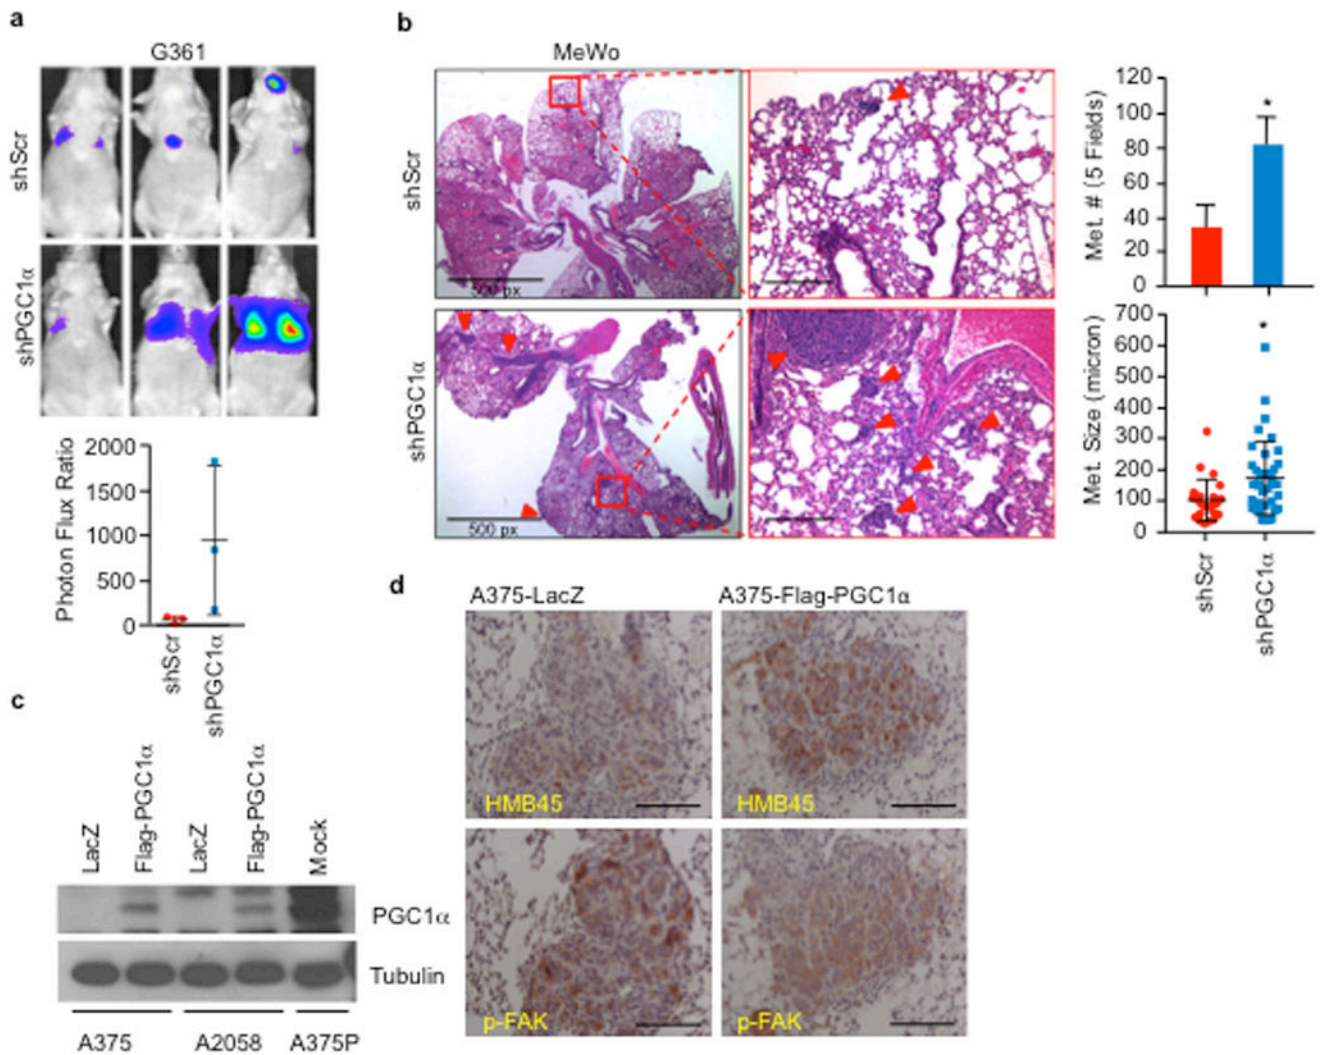 a
G361
shScr
shPGC1α
2000
1500
1000
500
0
Photon Flux Ratio
shScr
shPGC1α
b
MeWo
shScr
500 px
shPGC1α
500 px
120
100
80
60
40
20
0
Met. # (5 Fields)
*
700
600
500
400
300
200
100
0
Met. Size (micron)
*
shScr
shPGC1α
c
LacZ
Flag-PGC1α
LacZ
Flag-PGC1α
Mock
PGC1α
Tubulin
A375
A2058
A375P
d
A375-LacZ
A375-Flag-PGC1α
HMB45
HMB45
p-FAK
p-FAK